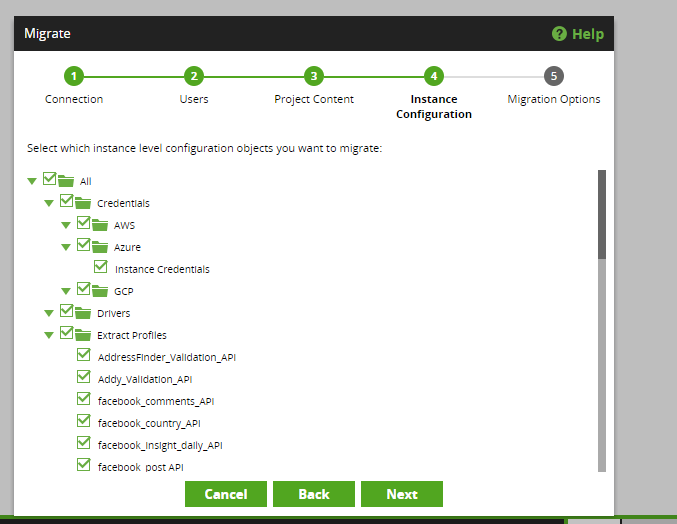 Migrate
Help
1 2 3 4 5
Connection Users Project Content Instance Configuration Migration Options
Select which instance level configuration objects you want to migrate:
All
Credentials
AWS
Azure
Instance Credentials
GCP
Drivers
Extract Profiles
AddressFinder_Validation_API
Addy_Validation_API
facebook_comments_API
facebook_country_API
facebook_insight_daily_API
facebook_post API
Cancel Back Next